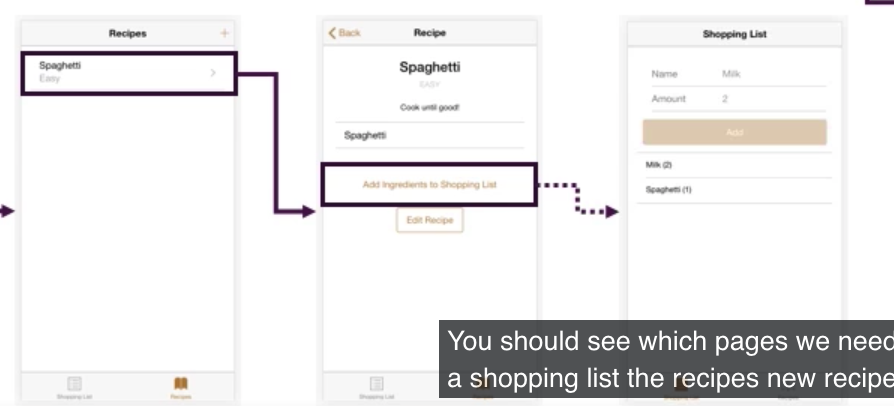 Recipes +
Spaghetti
Easy
>
Shopping List
Recipes
< Back
Recipe
Spaghetti
EASY
Cook until good!
Spaghetti
Add Ingredients to Shopping List
Edit Recipe
Shopping List
Shopping List
Name Milk
Amount 2
Add
Milk (2)
Spaghetti (1)
You should see which pages we need
a shopping list the recipes new recipe